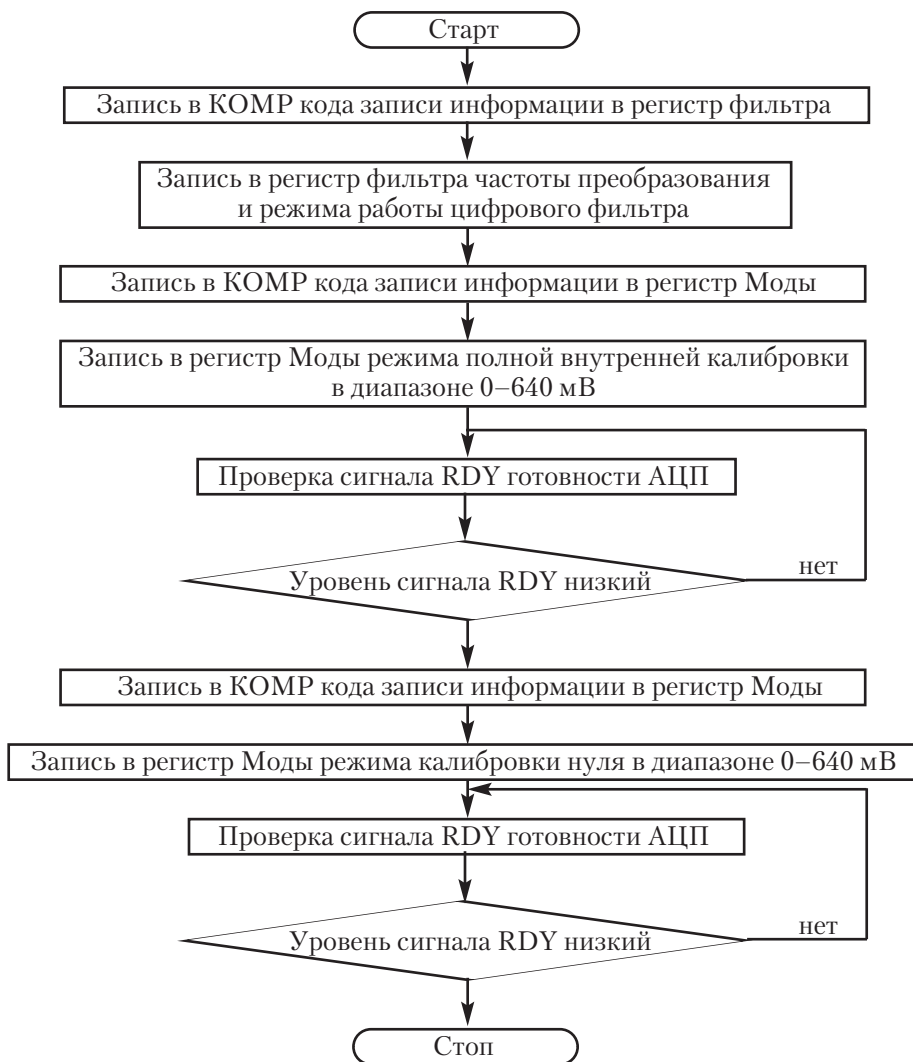 Старт
Запись в КОМР кода записи информации в регистр фильтра
Запись в регистр фильтра частоты преобразования
и режима работы цифрового фильтра
Запись в КОМР кода записи информации в регистр Моды
Запись в регистр Моды режима полной внутренней калибровки
в диапазоне 0–640 мВ
Проверка сигнала RDY готовности АЦП
Уровень сигнала RDY низкий
нет
Запись в КОМР кода записи информации в регистр Моды
Запись в регистр Моды режима калибровки нуля в диапазоне 0–640 мВ
Проверка сигнала RDY готовности АЦП
Уровень сигнала RDY низкий
нет
Стоп